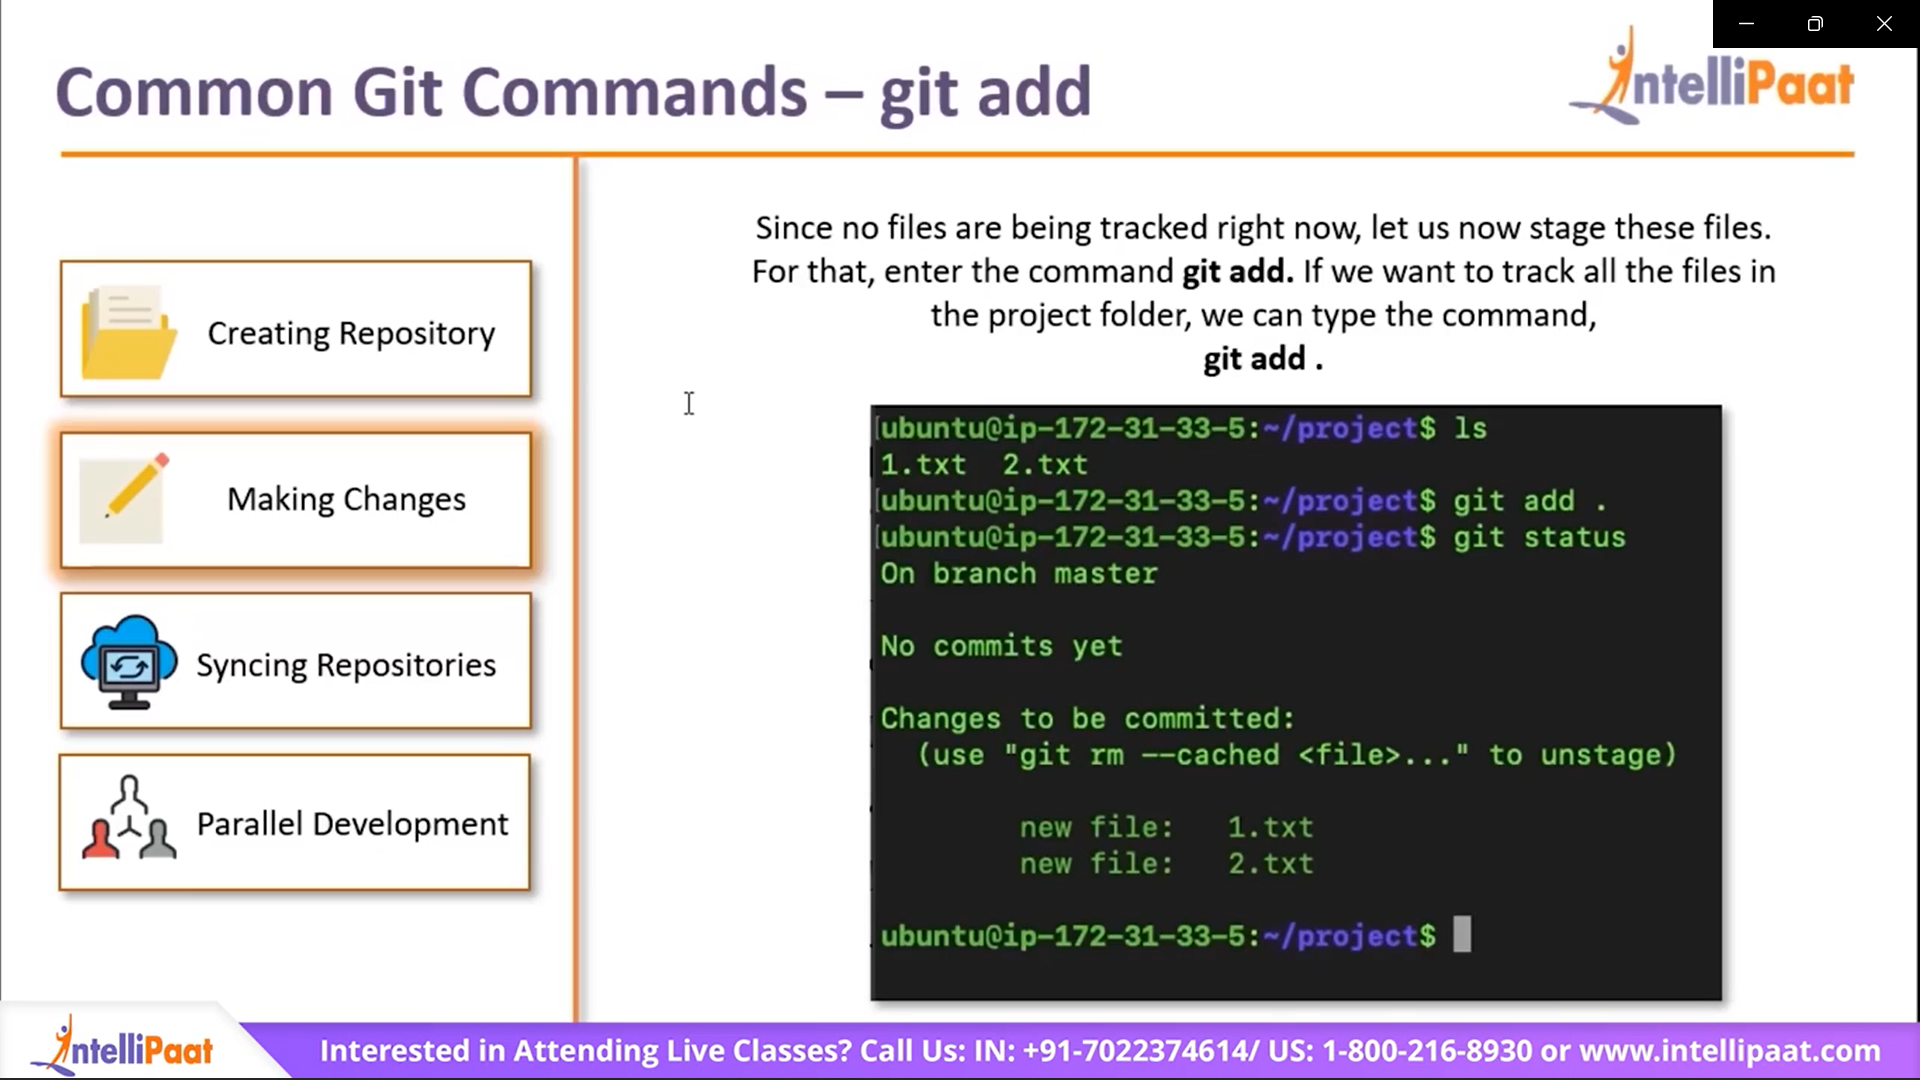 Common Git Commands – git add
IntelliPaat
Creating Repository
Making Changes
Syncing Repositories
Parallel Development
Since no files are being tracked right now, let us now stage these files.
For that, enter the command git add. If we want to track all the files in
the project folder, we can type the command,
git add .
ubuntu@ip-172-31-33-5:~/project$ ls
1.txt  2.txt
ubuntu@ip-172-31-33-5:~/project$ git add .
ubuntu@ip-172-31-33-5:~/project$ git status
On branch master
No commits yet
Changes to be committed:
  (use "git rm --cached <file>..." to unstage)
        new file:   1.txt
        new file:   2.txt
ubuntu@ip-172-31-33-5:~/project$
IntelliPaat
Interested in Attending Live Classes? Call Us: IN: +91-7022374614/ US: 1-800-216-8930 or www.intellipaat.com